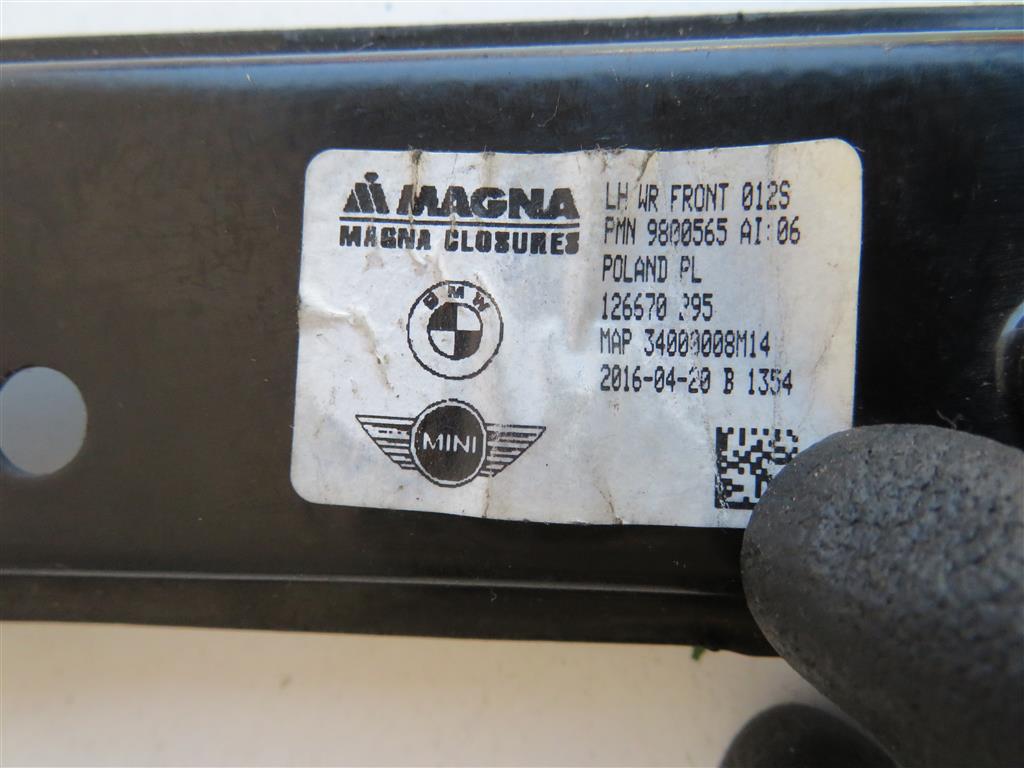 MAGNA
MAGNA CLOSURES
BMW
MINI
LH WR FRONT 012S
PMN 9800565 AI:06
POLAND PL
126670
MAP 34000008M14
2016-04-20 B 1354